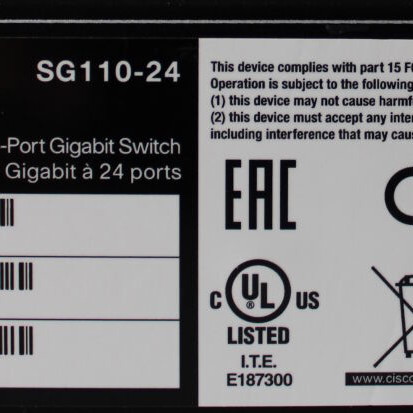 SG110-24
-Port Gigabit Switch
Gigabit à 24 ports
This device complies with part 15 F
Operation is subject to the following
(1) this device may not cause harmf
(2) this device must accept any inter
including interference that may caus
EAC
C UL US
LISTED
I.T.E.
E187300
www.cisco